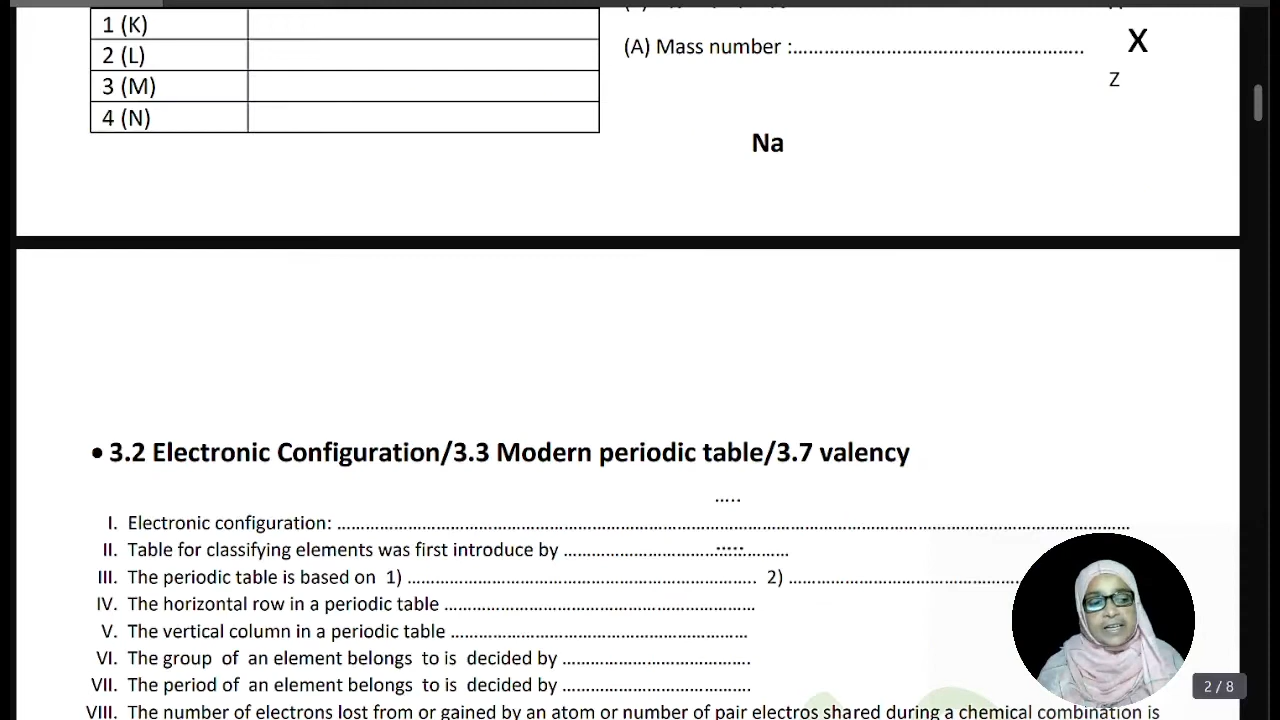 1 (K)
2 (L)
3 (M)
4 (N)
(A) Mass number :....................................................
X
Z
Na
• 3.2 Electronic Configuration/3.3 Modern periodic table/3.7 valency
.....
I. Electronic configuration: ................................................................................................................................
II. Table for classifying elements was first introduce by ........................................
III. The periodic table is based on 1) .............................................................. 2) ........................................
IV. The horizontal row in a periodic table .......................................................
V. The vertical column in a periodic table .....................................................
VI. The group of an element belongs to is decided by .................................
VII. The period of an element belongs to is decided by .................................
VIII. The number of electrons lost from or gained by an atom or number of pair electros shared during a chemical combination is
2 / 8